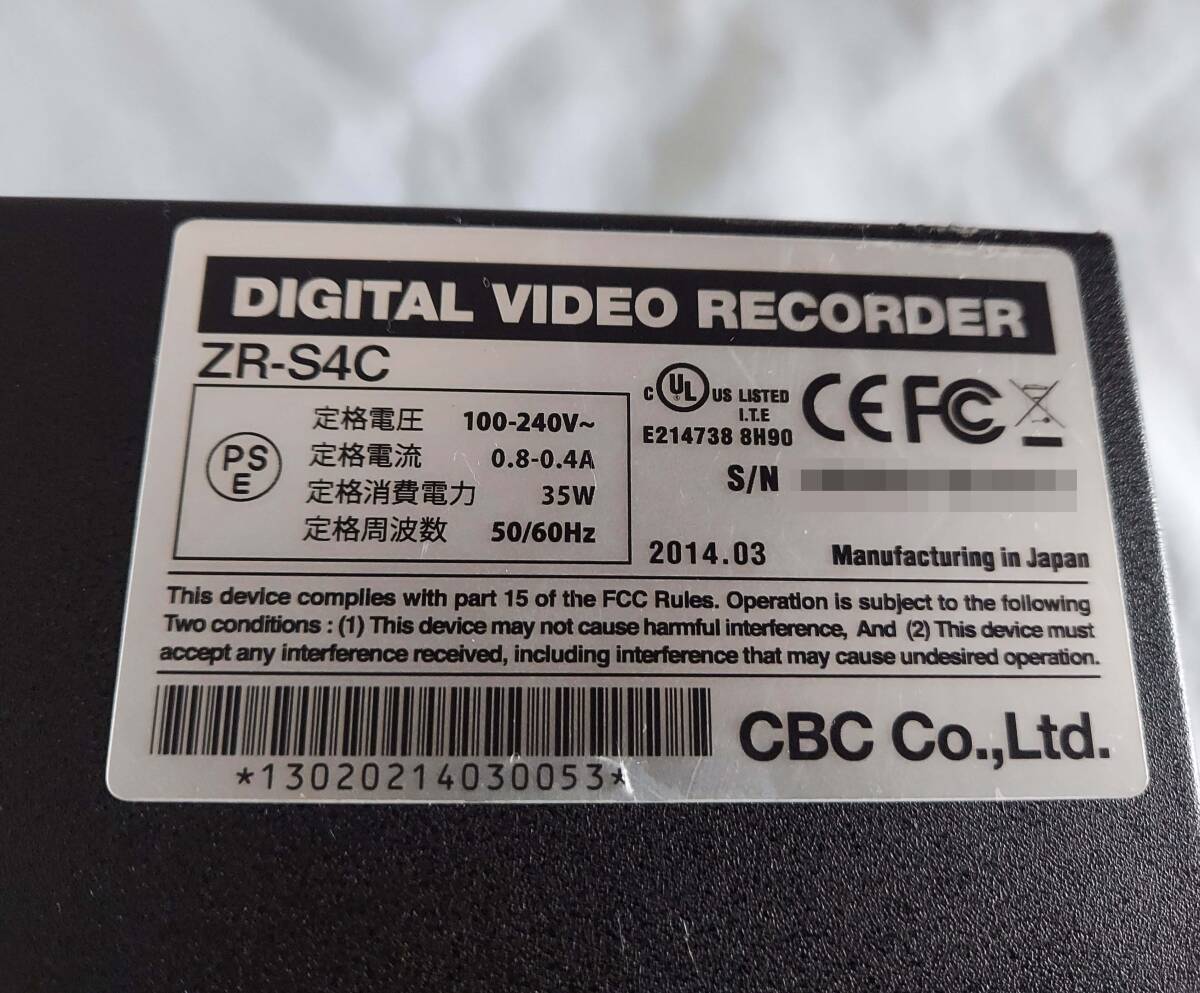 DIGITAL VIDEO RECORDER
ZR-S4C
PS
E
定格電圧 100-240V~
定格電流 0.8-0.4A
定格消費電力 35W
定格周波数 50/60Hz
C UL ® US LISTED
I.T.E
E214738 8H90
CE FC
S/N
2014.03 Manufacturing in Japan
This device complies with part 15 of the FCC Rules. Operation is subject to the following
Two conditions : (1) This device may not cause harmful interference, And (2) This device must
accept any interference received, including interference that may cause undesired operation.
*13020214030053*
CBC Co.,Ltd.